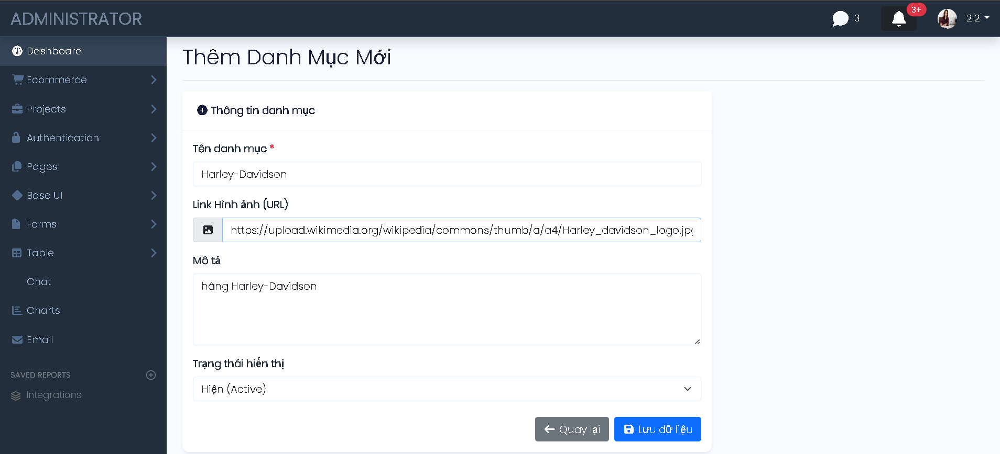 ADMINISTRATOR
3
3+
2 2
Dashboard
Ecommerce
Projects
Authentication
Pages
Base UI
Forms
Table
Chat
Charts
Email
SAVED REPORTS
Integrations
Thêm Danh Mục Mới
Thông tin danh mục
Tên danh mục *
Harley-Davidson
Link Hình ảnh (URL)
https://upload.wikimedia.org/wikipedia/commons/thumb/a/a4/Harley_davidson_logo.jpg
Mô tả
hãng Harley-Davidson
Trạng thái hiển thị
Hiện (Active)
Quay lại
Lưu dữ liệu